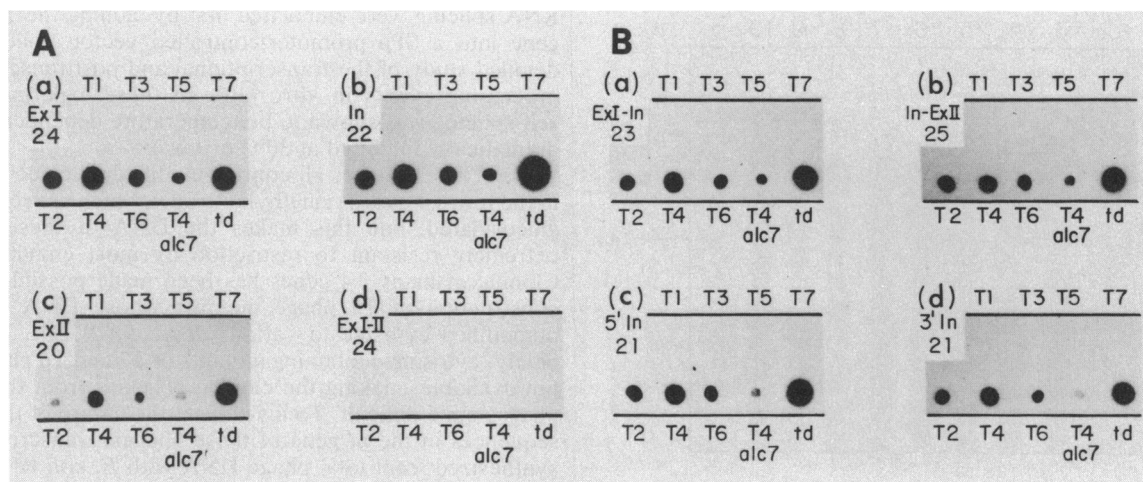 A B
(a) T1 T3 T5 T7
Ex I
24
T2 T4 T6 T4 td
alc7
(b) T1 T3 T5 T7
In
22
T2 T4 T6 T4 td
alc7
(a) T1 T3 T5 T7
ExI-In
23
T2 T4 T6 T4 td
alc7
(b) T1 T3 T5 T7
In-ExII
25
T2 T4 T6 T4 td
alc7
(c) T1 T3 T5 T7
ExII
20
T2 T4 T6 T4 td
alc7'
(d) T1 T3 T5 T7
ExI-II
24
T2 T4 T6 T4 td
alc7
(c) T1 T3 T5 T7
5' In
21
T2 T4 T6 T4 td
alc7
(d) T1 T3 T5 T7
3' In
21
T2 T4 T6 T4 td
alc7